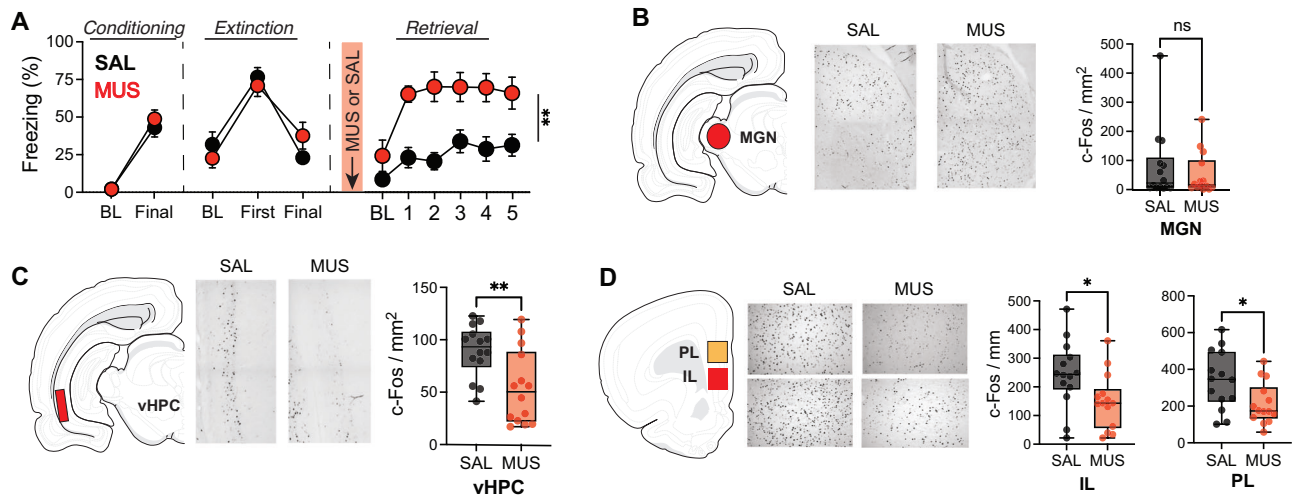 A
Conditioning Extinction Retrieval
Freezing (%)
100
75
50
25
0
SAL
MUS
MUS or SAL
**
BL Final BL First Final BL 1 2 3 4 5
B
SAL MUS
MGN
c-Fos / mm2
500
400
300
200
100
0
ns
SAL MUS
MGN
C
SAL MUS
vHPC
c-Fos / mm2
150
100
50
0
**
SAL MUS
vHPC
D
SAL MUS
PL
IL
c-Fos / mm
500
400
300
200
100
0
*
SAL MUS
IL
800
600
400
200
0
*
SAL MUS
PL